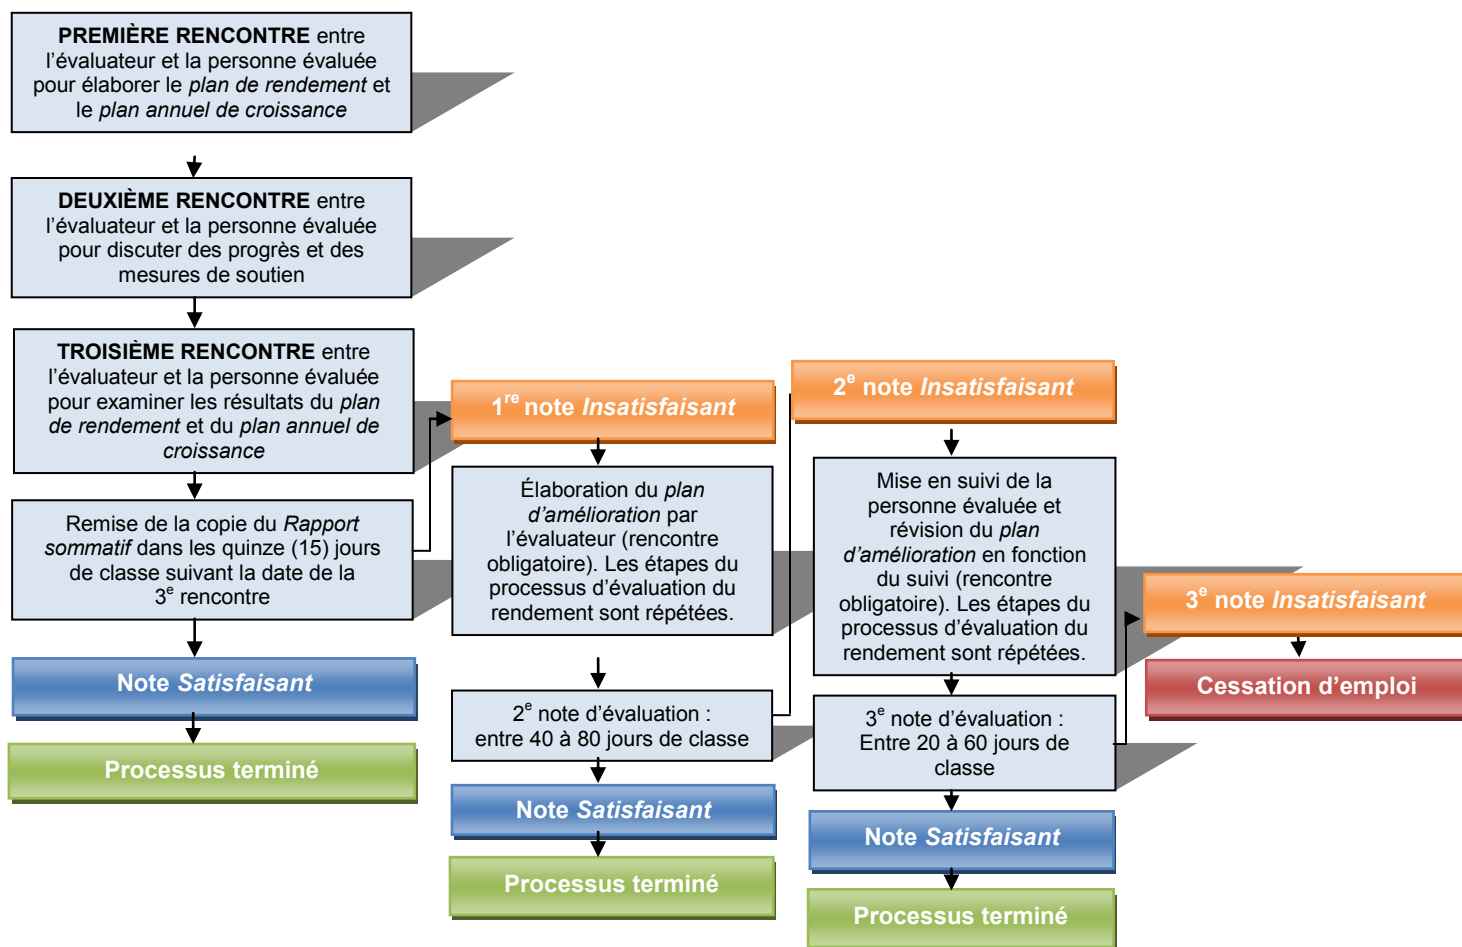 PREMIÈRE RENCONTRE entre
l’évaluateur et la personne évaluée
pour élaborer le plan de rendement et
le plan annuel de croissance
DEUXIÈME RENCONTRE entre
l’évaluateur et la personne évaluée
pour discuter des progrès et des
mesures de soutien
TROISIÈME RENCONTRE entre
l’évaluateur et la personne évaluée
pour examiner les résultats du plan
de rendement et du plan annuel de
croissance
Remise de la copie du Rapport
sommatif dans les quinze (15) jours
de classe suivant la date de la
3e rencontre
Note Satisfaisant
Processus terminé
1re note Insatisfaisant
Élaboration du plan
d’amélioration par
l’évaluateur (rencontre
obligatoire). Les étapes du
processus d’évaluation du
rendement sont répétées.
2e note d’évaluation :
entre 40 à 80 jours de classe
Note Satisfaisant
Processus terminé
2e note Insatisfaisant
Mise en suivi de la
personne évaluée et
révision du plan
d’amélioration en fonction
du suivi (rencontre
obligatoire). Les étapes du
processus d’évaluation du
rendement sont répétées.
3e note d’évaluation :
Entre 20 à 60 jours de
classe
Note Satisfaisant
Processus terminé
3e note Insatisfaisant
Cessation d’emploi